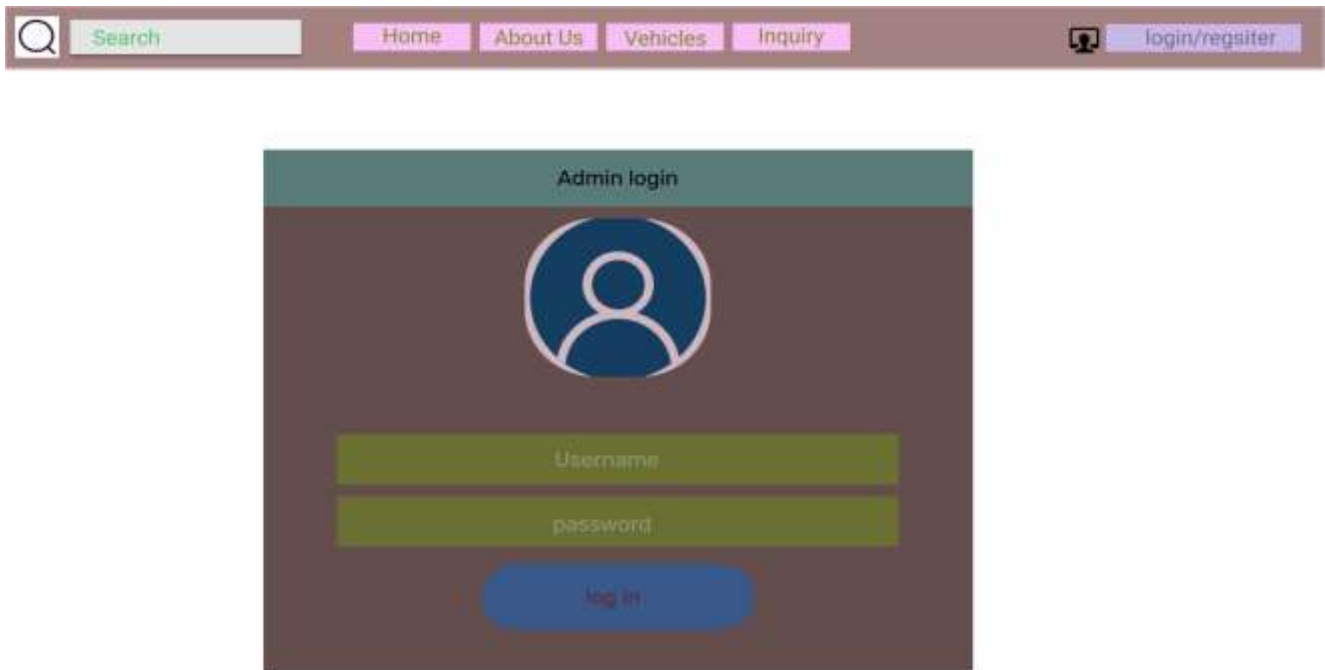 Search Home About Us Vehicles Inquiry login/regsiter
Admin login
Username
password
log in